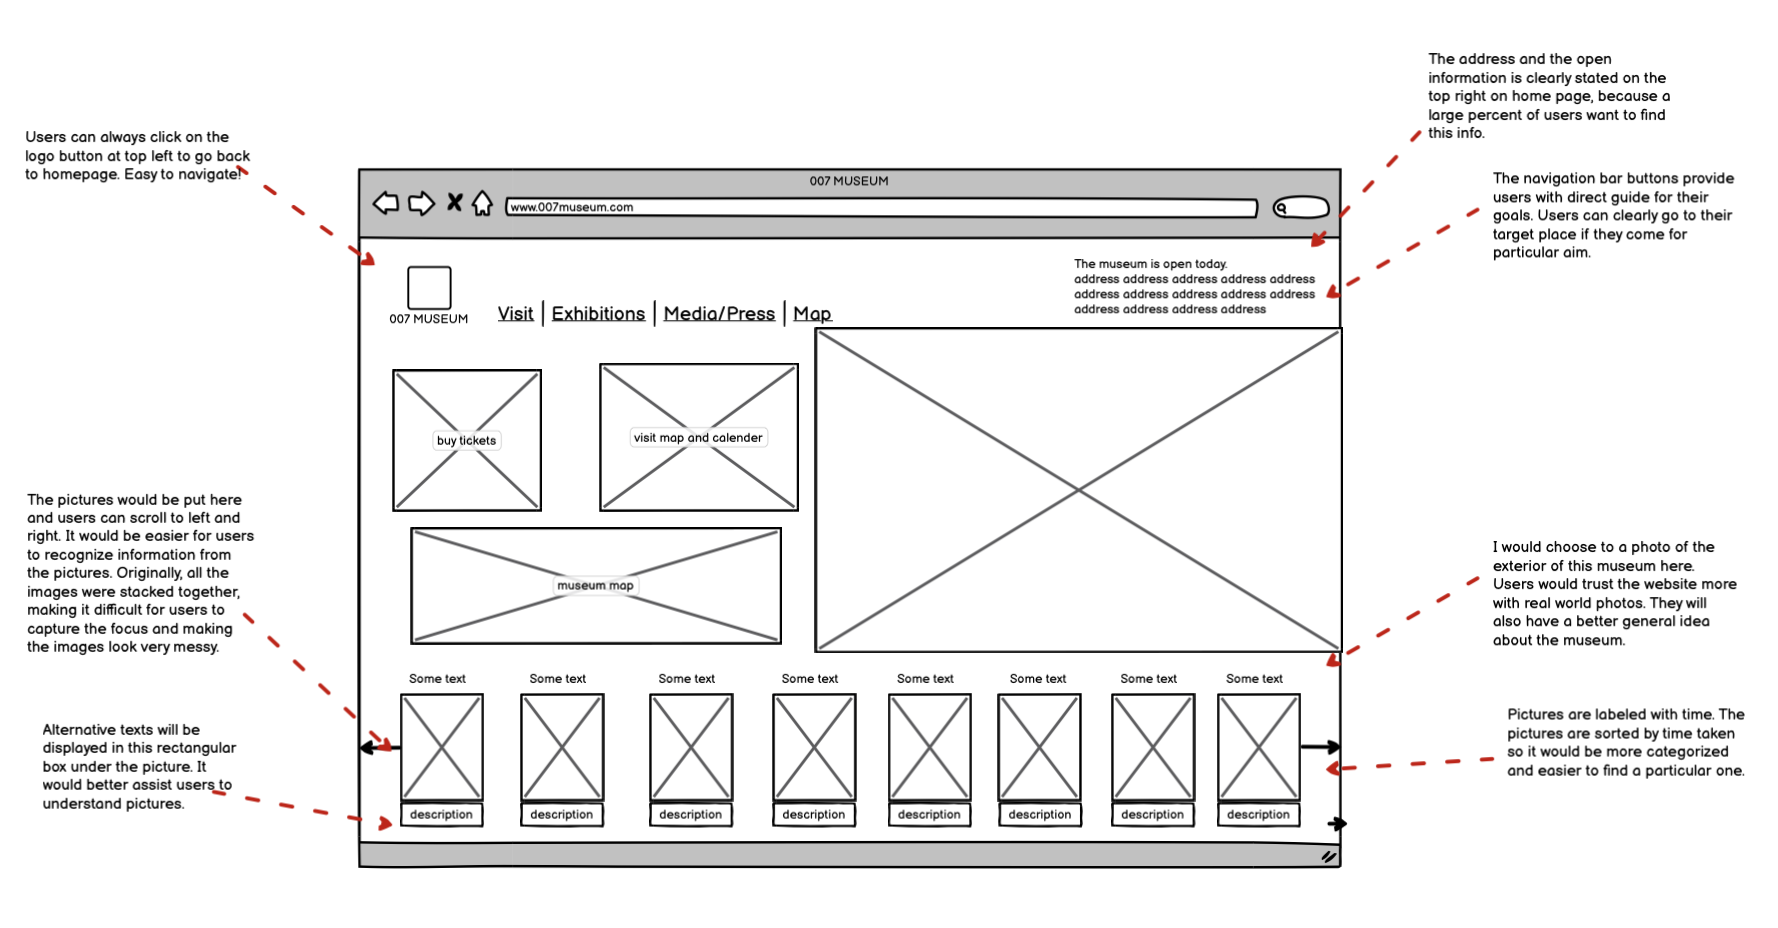 The address and the open
information is clearly stated on the
top right on home page, because a
large percent of users want to find
this info.
Users can always click on the
logo button at top left to go back
to homepage. Easy to navigate!
007 MUSEUM
www.007museum.com
The navigation bar buttons provide
users with direct guide for their
goals. Users can clearly go to their
target place if they come for
particular aim.
The museum is open today.
address address address address address
address address address address address
address address address address
007 MUSEUM
Visit | Exhibitions | Media/Press | Map
buy tickets
visit map and calender
museum map
The pictures would be put here
and users can scroll to left and
right. It would be easier for users
to recognize information from
the pictures. Originally, all the
images were stacked together,
making it difficult for users to
capture the focus and making
the images look very messy.
I would choose to a photo of the
exterior of this museum here.
Users would trust the website more
with real world photos. They will
also have a better general idea
about the museum.
Some text Some text Some text Some text Some text Some text Some text Some text
Alternative texts will be
displayed in this rectangular
box under the picture. It
would better assist users to
understand pictures.
Pictures are labeled with time. The
pictures are sorted by time taken
so it would be more categorized
and easier to find a particular one.
description description description description description description description description